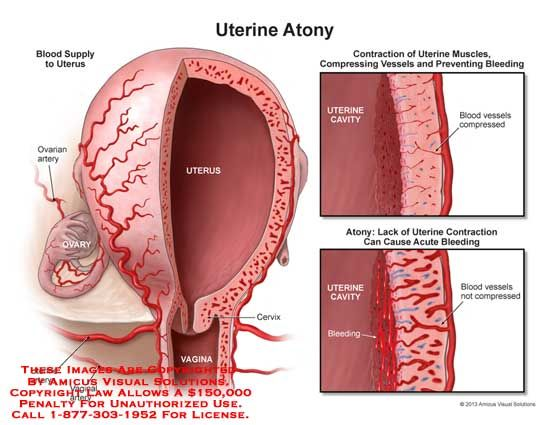 Uterine Atony
Blood Supply
to Uterus
Ovarian
artery
OVARY
UTERUS
Cervix
VAGINA
artery
Vaginal
artery
THESE IMAGES ARE COPYRIGHTED
BY AMICUS VISUAL SOLUTIONS.
COPYRIGHT LAW ALLOWS A $150,000
PENALTY FOR UNAUTHORIZED USE.
CALL 1-877-303-1952 FOR LICENSE.
Contraction of Uterine Muscles,
Compressing Vessels and Preventing Bleeding
UTERINE
CAVITY
Blood vessels
compressed
Atony: Lack of Uterine Contraction
Can Cause Acute Bleeding
UTERINE
CAVITY
Blood vessels
not compressed
Bleeding
© 2013 Amicus Visual Solutions